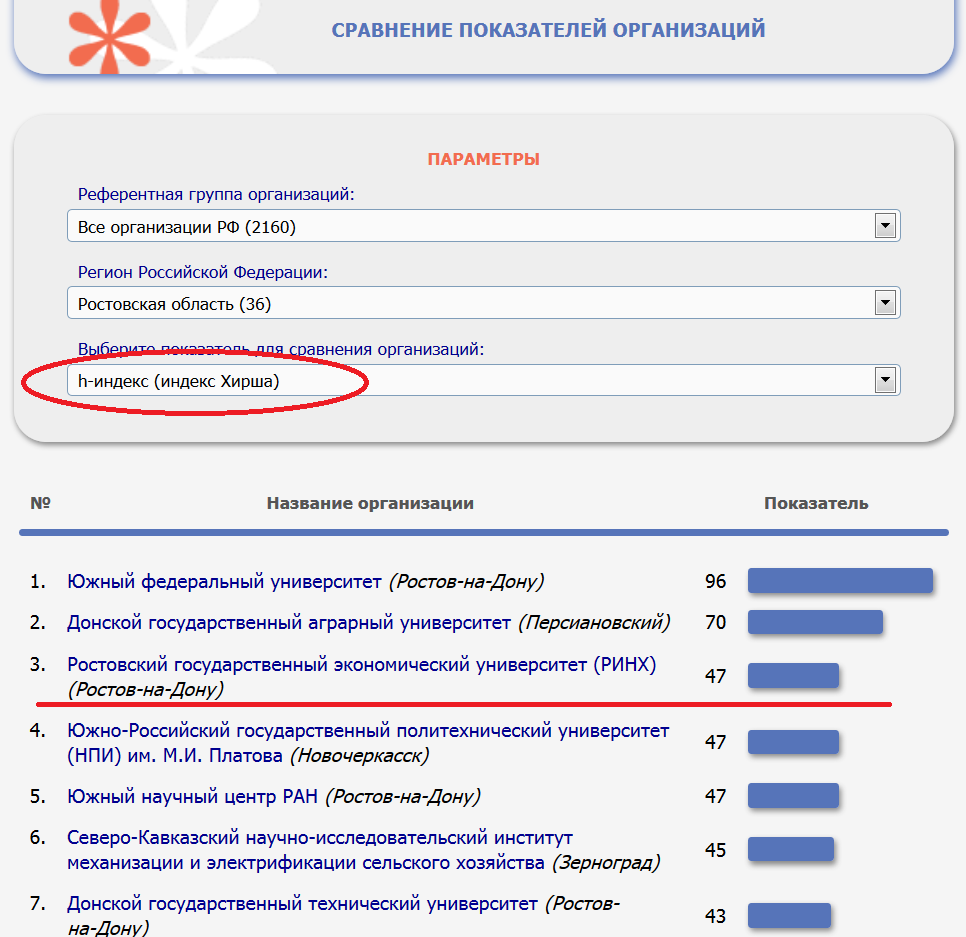 СРАВНЕНИЕ ПОКАЗАТЕЛЕЙ ОРГАНИЗАЦИЙ
ПАРАМЕТРЫ
Референтная группа организаций:
Все организации РФ (2160)
Регион Российской Федерации:
Ростовская область (36)
Выберите показатель для сравнения организаций:
h-индекс (индекс Хирша)
№ Название организации Показатель
1. Южный федеральный университет (Ростов-на-Дону) 96
2. Донской государственный аграрный университет (Персиановский) 70
3. Ростовский государственный экономический университет (РИНХ)
(Ростов-на-Дону) 47
4. Южно-Российский государственный политехнический университет
(НПИ) им. М.И. Платова (Новочеркасск) 47
5. Южный научный центр РАН (Ростов-на-Дону) 47
6. Северо-Кавказский научно-исследовательский институт
механизации и электрификации сельского хозяйства (Зерноград) 45
7. Донской государственный технический университет (Ростов-
на-Дону) 43